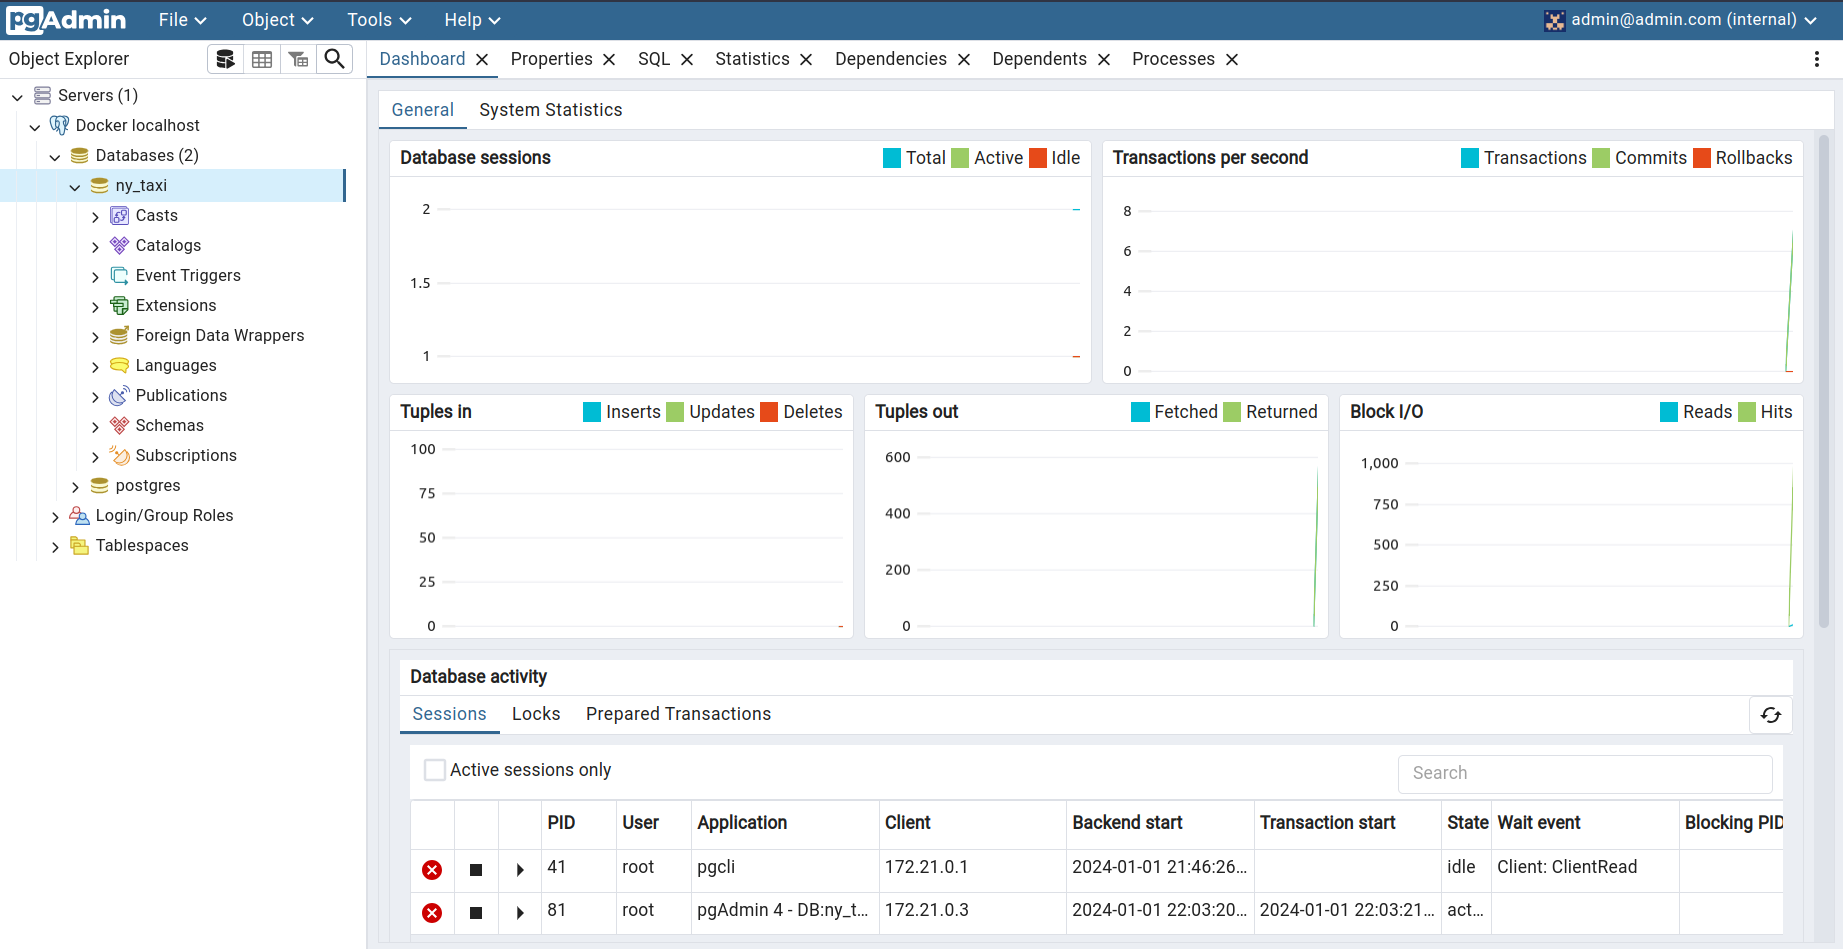 pgAdmin File Object Tools Help admin@admin.com (internal)
Object Explorer
Dashboard Properties SQL Statistics Dependencies Dependents Processes
Servers (1)
Docker localhost
Databases (2)
ny_taxi
Casts
Catalogs
Event Triggers
Extensions
Foreign Data Wrappers
Languages
Publications
Schemas
Subscriptions
postgres
Login/Group Roles
Tablespaces
General System Statistics
Database sessions Total Active Idle
2
1.5
1
Transactions per second Transactions Commits Rollbacks
8
6
4
2
0
Tuples in Inserts Updates Deletes
100
75
50
25
0
Tuples out Fetched Returned
600
400
200
0
Block I/O Reads Hits
1,000
750
500
250
0
Database activity
Sessions Locks Prepared Transactions
Active sessions only Search
PID User Application Client Backend start Transaction start State Wait event Blocking PID
41 root pgcli 172.21.0.1 2024-01-01 21:46:26... idle Client: ClientRead
81 root pgAdmin 4 - DB:ny_t... 172.21.0.3 2024-01-01 22:03:20... 2024-01-01 22:03:21... act...